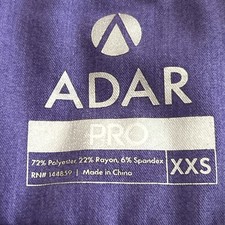 ADAR
PRO
72% Polyester, 22% Rayon, 6% Spandex
RN# 144859 | Made in China
XXS